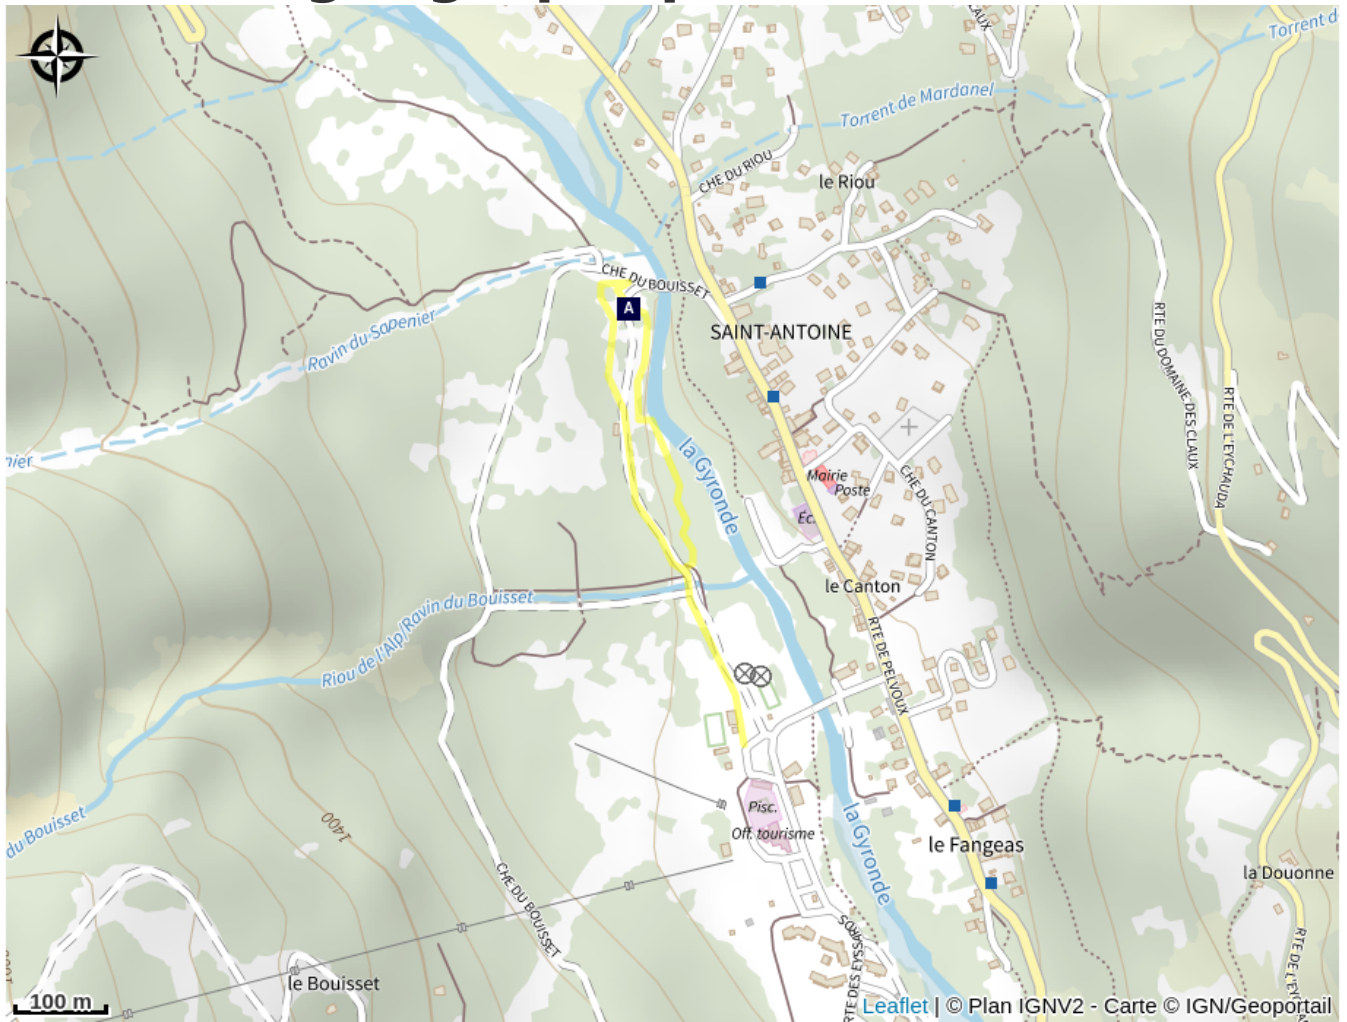 CLAUX
Torrent d
Torrent de Mardanel
CHE DU RIOU
le Riou
CHE DU BOUISSET
A
SAINT-ANTOINE
Ravin du Sapenier
nier
RTE DU DOMAINE DES CLAUX
RTE DE L'EYCHAUDA
la Gyronde
Mairie
Poste
Éc.
CHE DU CANTON
le Canton
Riou de l'Alp/Ravin du Bouisset
RTE DE PELVOUX
1400
du Bouisset
Pisc.
Off. tourisme
la Gyronde
le Fangeas
la Douonne
CHE DU BOUISSET
le Bouisset
100 m
Leaflet | © Plan IGNV2 - Carte © IGN/Geoportail